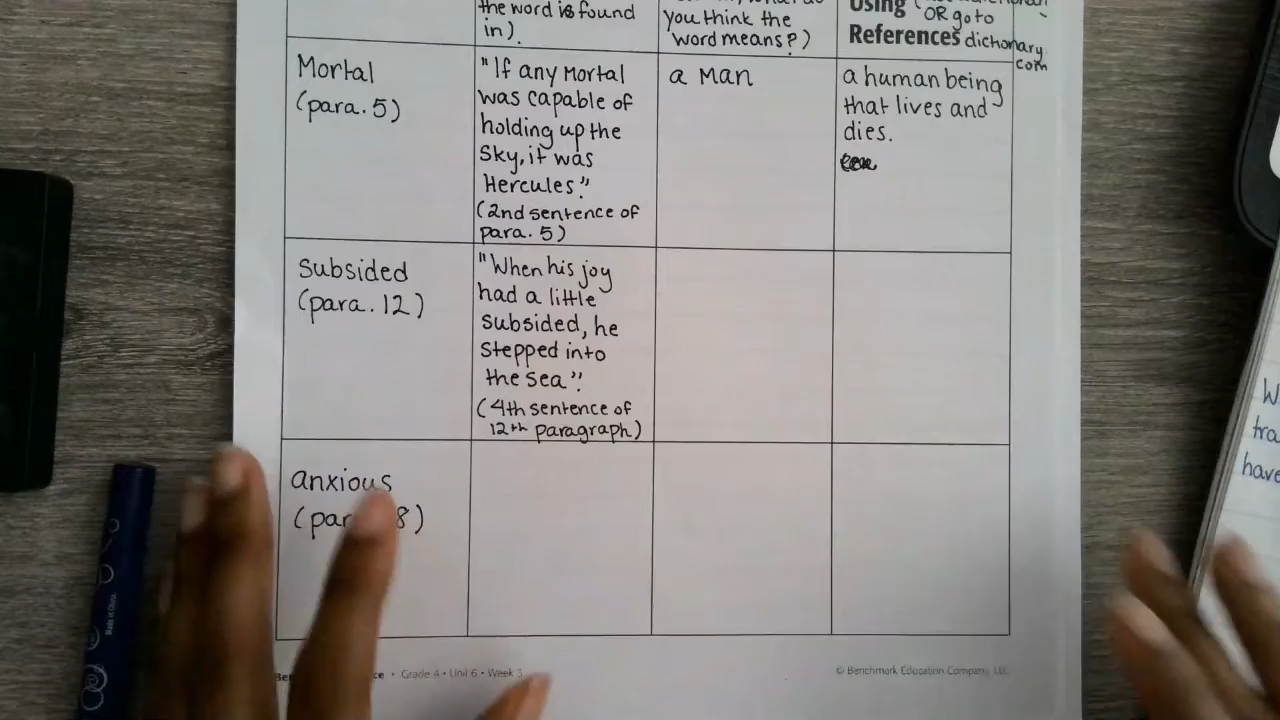 the word is found
in).
you think the
word means?)
Using
OR go to
References dictionary.
com
Mortal
(para. 5)
"If any mortal
was capable of
holding up the
Sky, it was
Hercules."
(2nd sentence of
para. 5)
a man
a human being
that lives and
dies.
Subsided
(para. 12)
"When his joy
had a little
subsided, he
stepped into
the sea".
(4th sentence of
12th paragraph)
anxious
8)
• Grade 4 • Unit 6 • Week 3
© Benchmark Education Company, LLC
tra
have